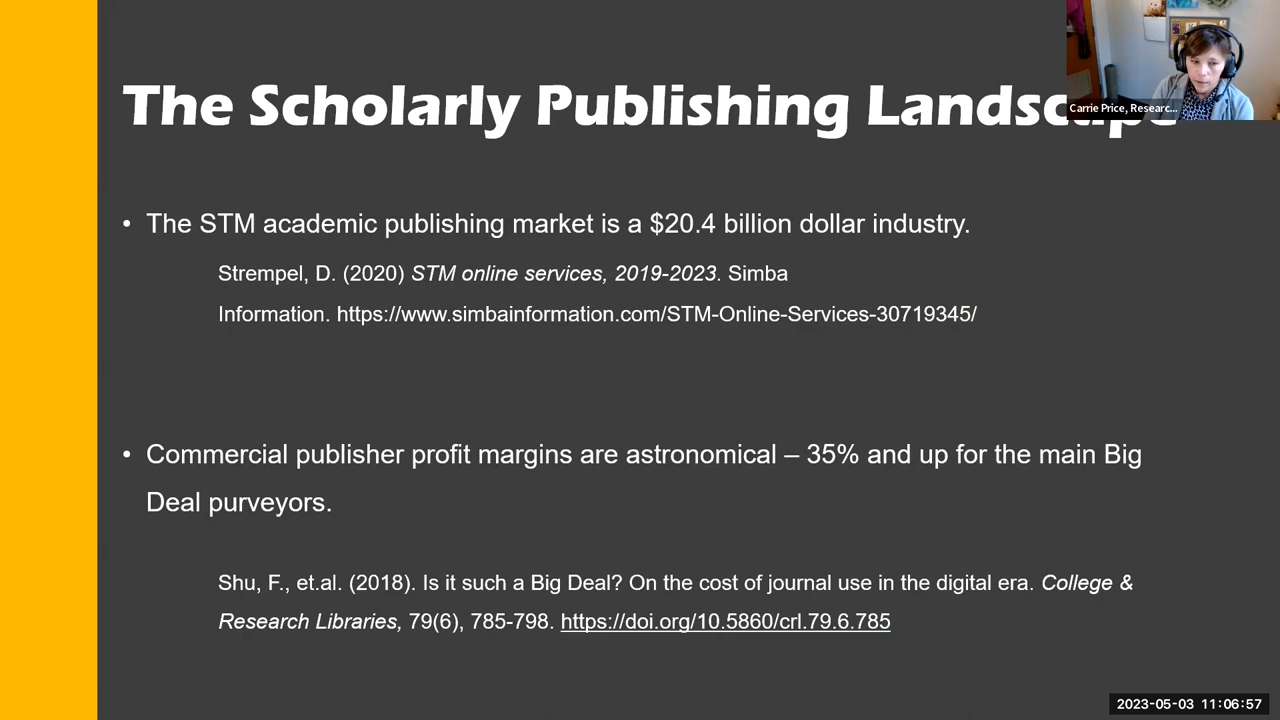 The Scholarly Publishing Landscape
Carrie Price, Researc...
• The STM academic publishing market is a $20.4 billion dollar industry.
Strempel, D. (2020) STM online services, 2019-2023. Simba
Information. https://www.simbainformation.com/STM-Online-Services-30719345/
• Commercial publisher profit margins are astronomical – 35% and up for the main Big
Deal purveyors.
Shu, F., et.al. (2018). Is it such a Big Deal? On the cost of journal use in the digital era. College &
Research Libraries, 79(6), 785-798. https://doi.org/10.5860/crl.79.6.785
2023-05-03 11:06:57